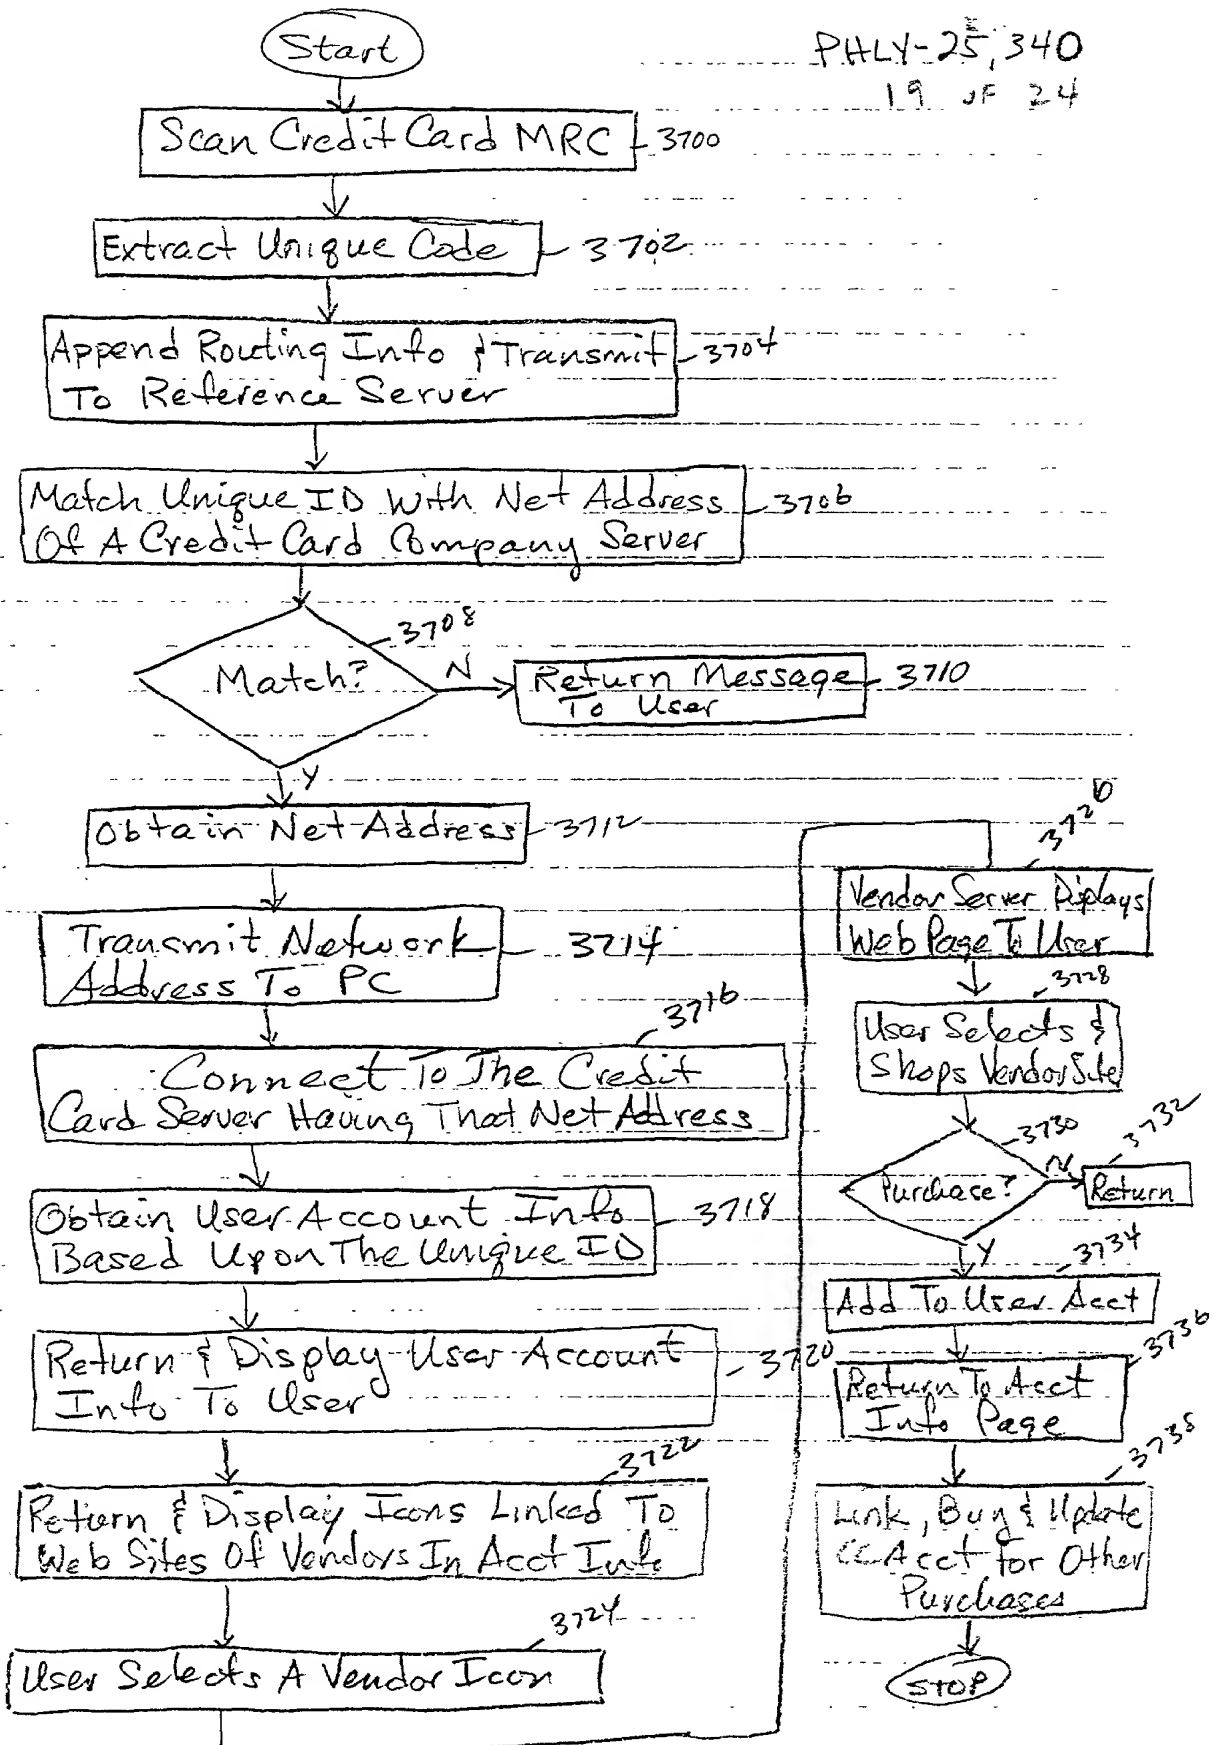 PHLY-25,340
19 OF 24
Start
Scan Credit Card MRC
3700
Extract Unique Code
3702
Append Routing Info & Transmit
To Reference Server
3704
Match Unique ID With Net Address
Of A Credit Card Company Server
3706
Match?
3708
N
Return Message
To User
3710
Y
Obtain Net Address
3712
Transmit Network
Address To PC
3714
Connect To The Credit
Card Server Having That Net Address
3716
Obtain User Account Info
Based Upon The Unique ID
3718
Return & Display User Account
Info To User
3720
Return & Display Icons Linked To
Web Sites Of Vendors In Acct Info
3722
User Selects A Vendor Icon
3724
Vendor Server Displays
Web Page To User
3726
User Selects &
Shops Vendor Site
3728
Purchase?
3730
N
Return
3732
Y
Add To User Acct
3734
Return To Acct
Info Page
3736
Link, Buy & Update
CC Acct for Other
Purchases
3738
STOP